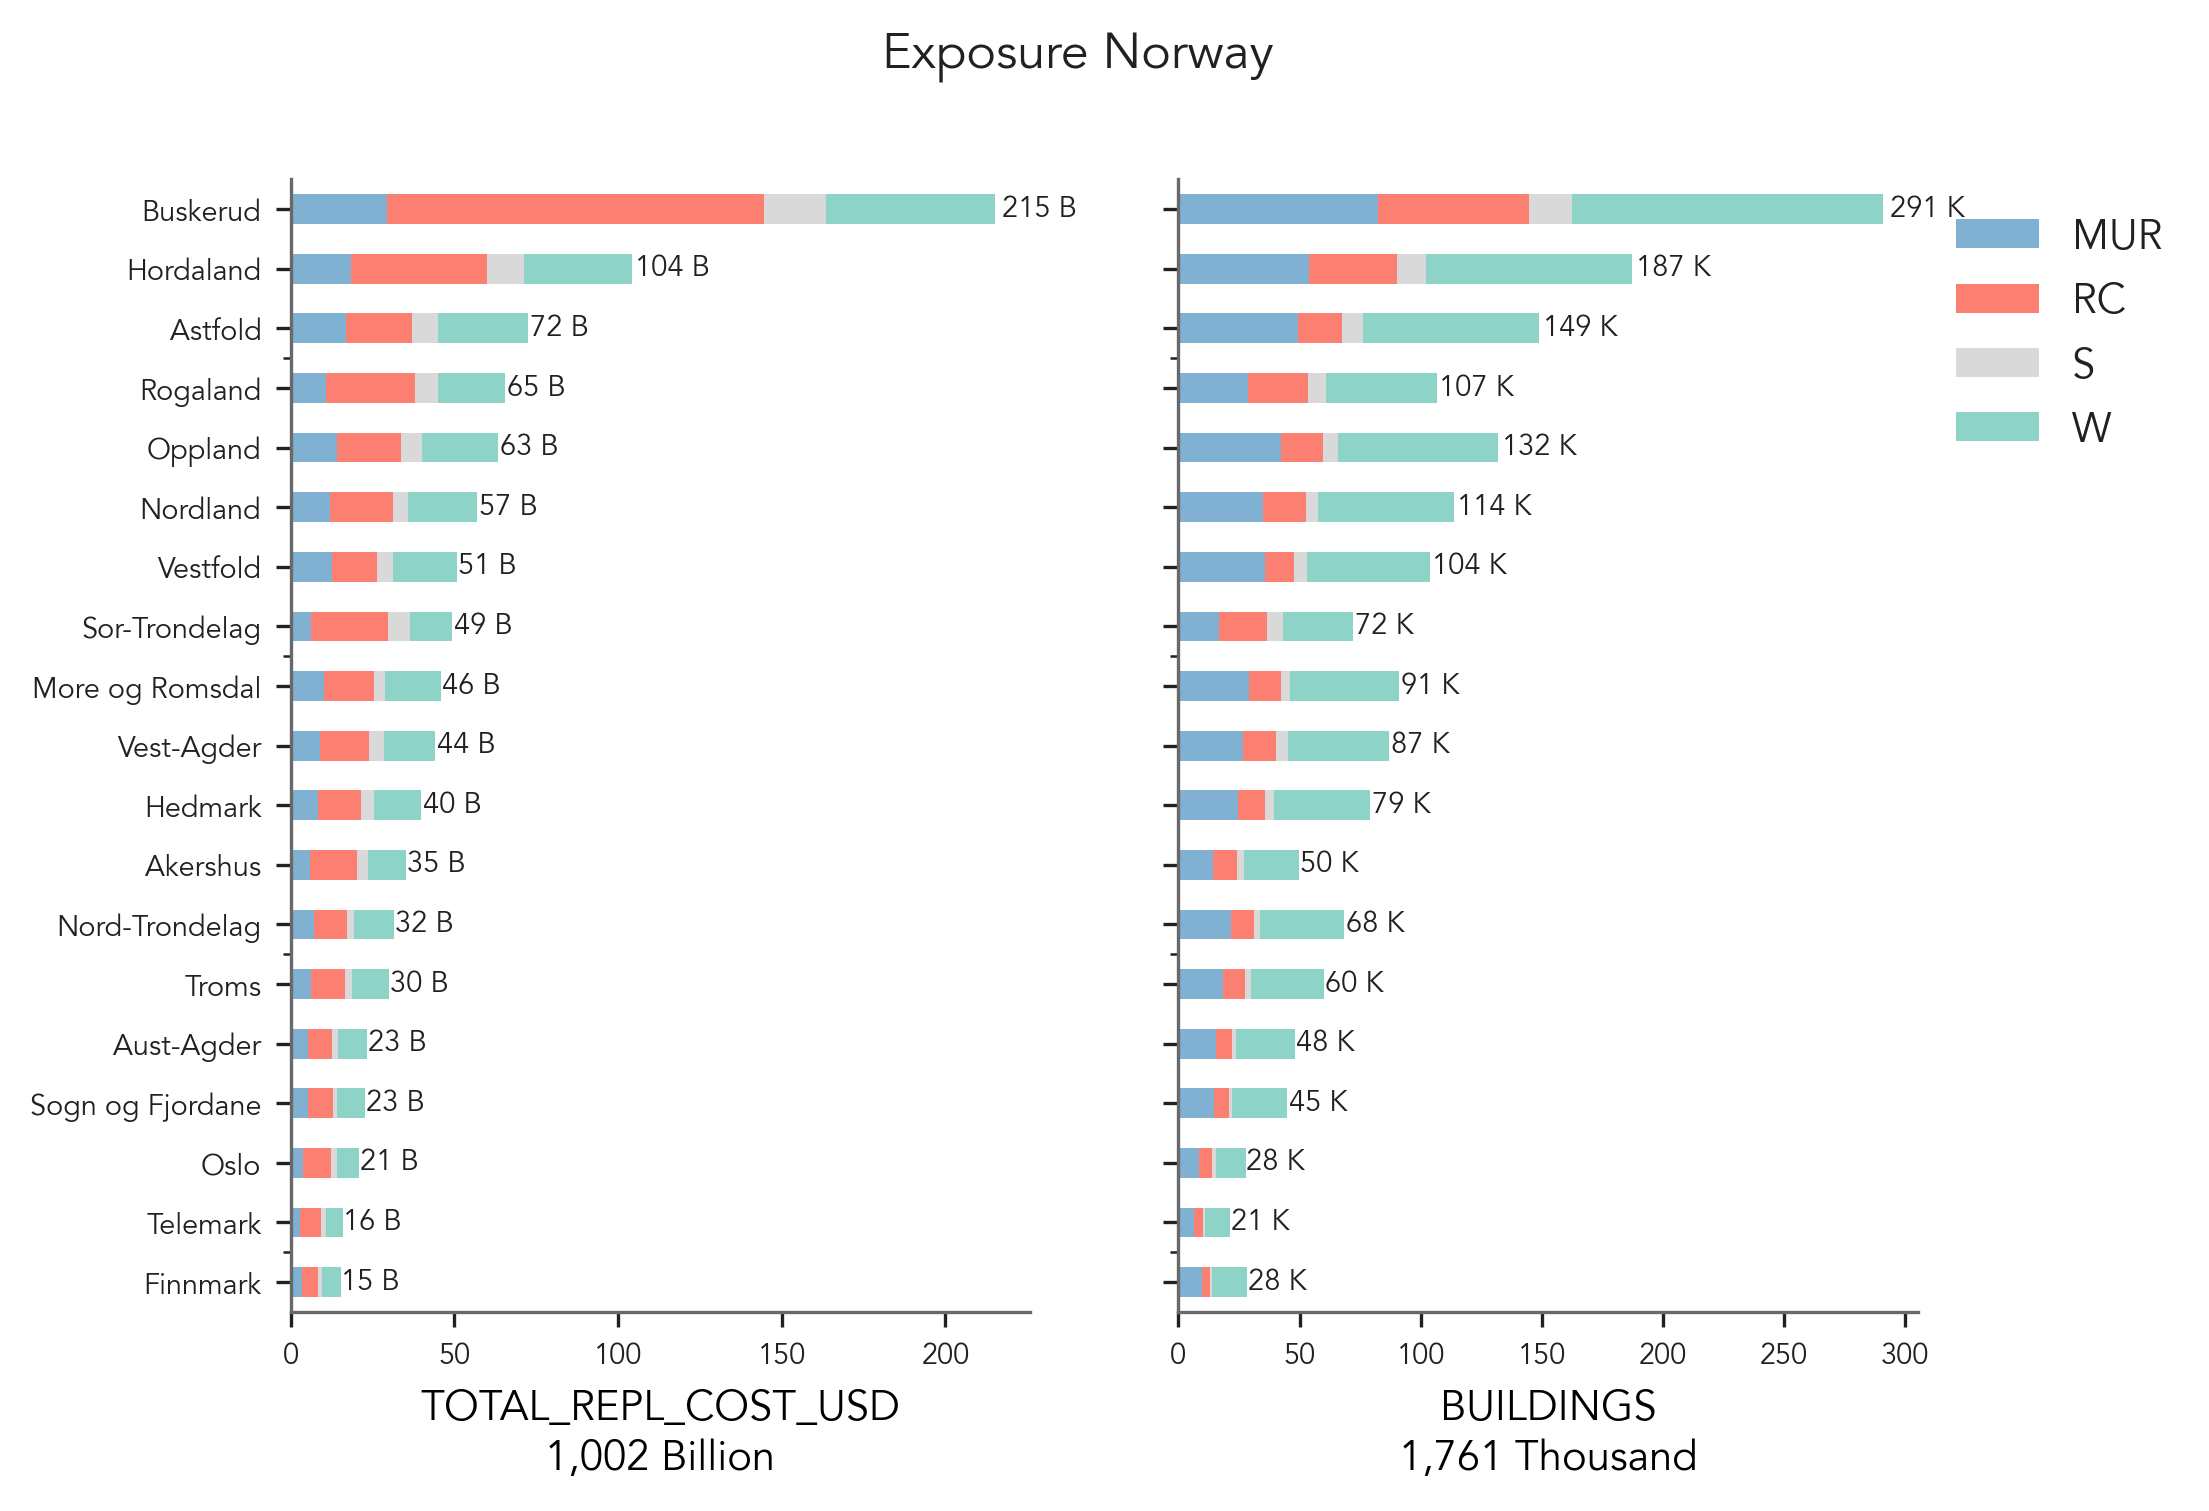 Exposure Norway
Buskerud
Hordaland
Astfold
Rogaland
Oppland
Nordland
Vestfold
Sor-Trondelag
More og Romsdal
Vest-Agder
Hedmark
Akershus
Nord-Trondelag
Troms
Aust-Agder
Sogn og Fjordane
Oslo
Telemark
Finnmark
215 B
104 B
72 B
65 B
63 B
57 B
51 B
49 B
46 B
44 B
40 B
35 B
32 B
30 B
23 B
23 B
21 B
16 B
15 B
0 50 100 150 200
TOTAL_REPL_COST_USD
1,002 Billion
291 K
187 K
149 K
107 K
132 K
114 K
104 K
72 K
91 K
87 K
79 K
50 K
68 K
60 K
48 K
45 K
28 K
21 K
28 K
0 50 100 150 200 250 300
BUILDINGS
1,761 Thousand
MUR
RC
S
W